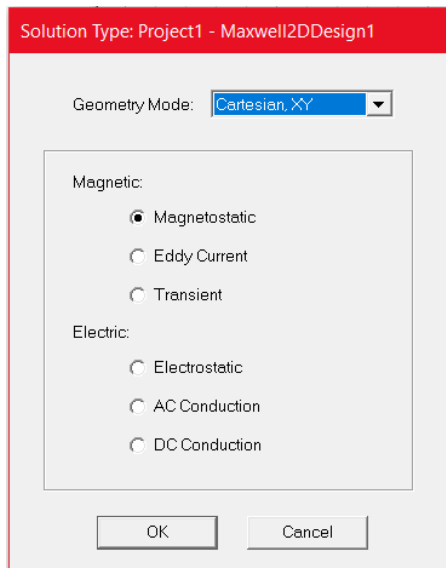 Solution Type: Project1 - Maxwell2DDesign1
Geometry Mode: Cartesian, XY
Magnetic:
Magnetostatic
Eddy Current
Transient
Electric:
Electrostatic
AC Conduction
DC Conduction
OK Cancel